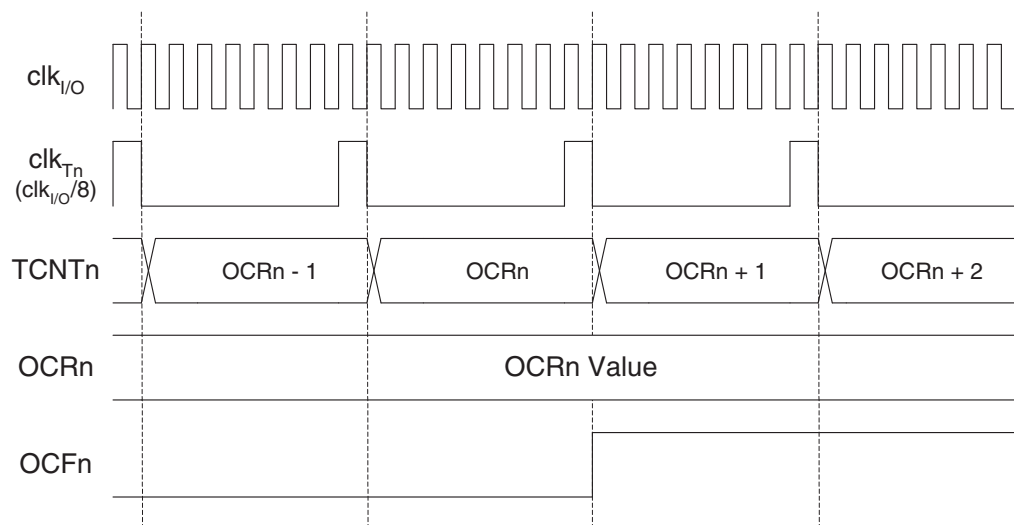 clkI/O
clkTn
(clkI/O/8)
TCNTn OCRn - 1 OCRn OCRn + 1 OCRn + 2
OCRn OCRn Value
OCFn